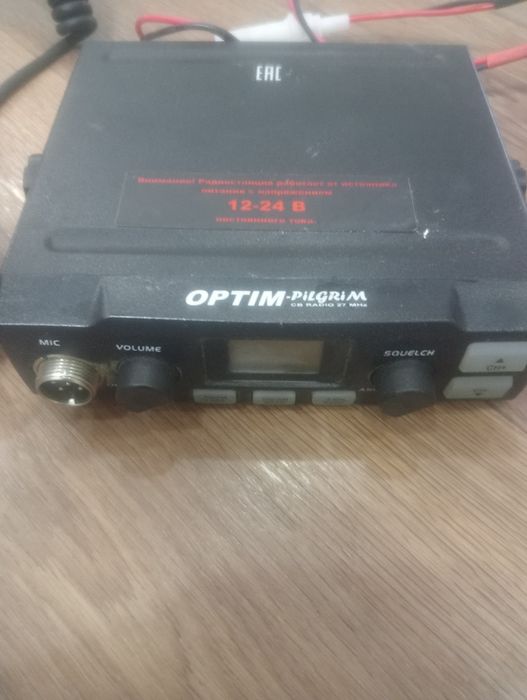 EAC
Внимание! Радиостанция работает от источника
питания с напряжением
12-24 В
постоянного тока.
OPTIM-PILGRIM
CB RADIO 27 MHz
MIC
VOLUME
SQUELCH
CH+